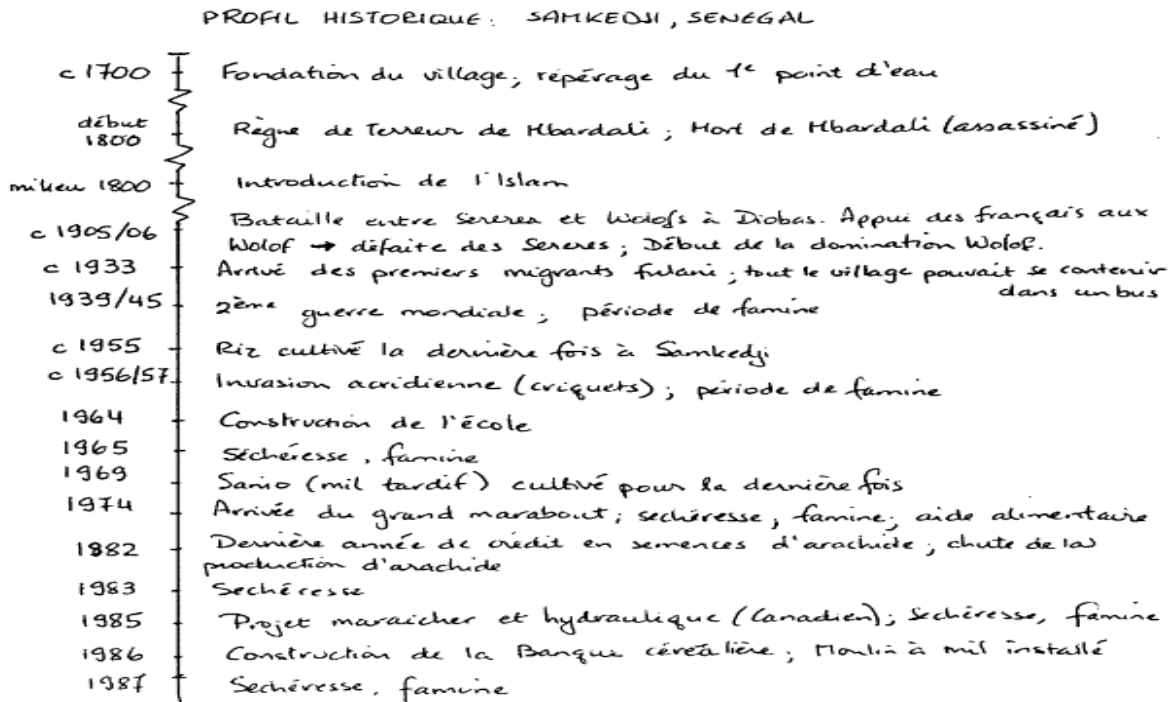 PROFIL HISTORIQUE: SAMKEDJI, SENEGAL
c 1700 Fondation du village; répérage du 1e point d'eau
début 1800 Règne de Terreur de Mbardali; Mort de Mbardali (assassiné)
milieu 1800 Introduction de l'Islam
c 1905/06 Bataille entre Sereres et Wolofs à Diobas. Appui des français aux
Wolof → défaite des Sereres; Début de la domination Wolof.
c 1933 Arrivé des premiers migrants fulani; tout le village pouvait se contenir
dans un bus
1939/45 2ème guerre mondiale; période de famine
c 1955 Riz cultivé la dernière fois à Samkedji
c 1956/57 Invasion acridienne (criquets); période de famine
1964 Construction de l'école
1965 Séchéresse, famine
1969 Sanio (mil tardif) cultivé pour la dernière fois
1974 Arrivée du grand marabout; sechéresse, famine; aide alimentaire
1982 Dernière année de crédit en semences d'arachide; chute de la
production d'arachide
1983 Sechéresse
1985 Projet maraicher et hydraulique (Canadien); sechéresse, famine
1986 Construction de la Banque céréalière; Moulin à mil installé
1987 Sechéresse, famine